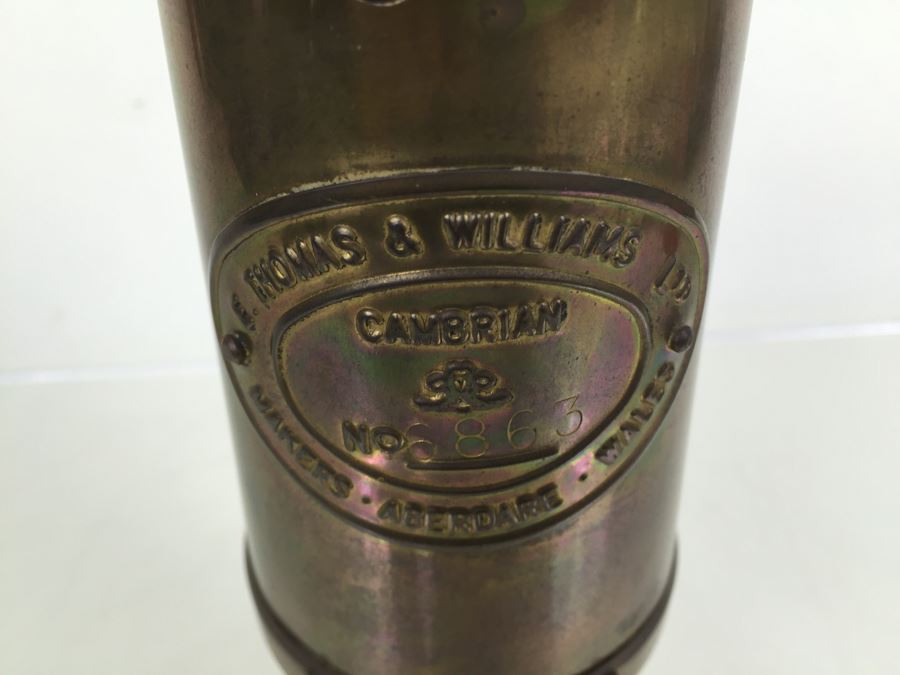 E. THOMAS & WILLIAMS LTD
CAMBRIAN
No 6863
MAKERS · ABERDARE · WALES